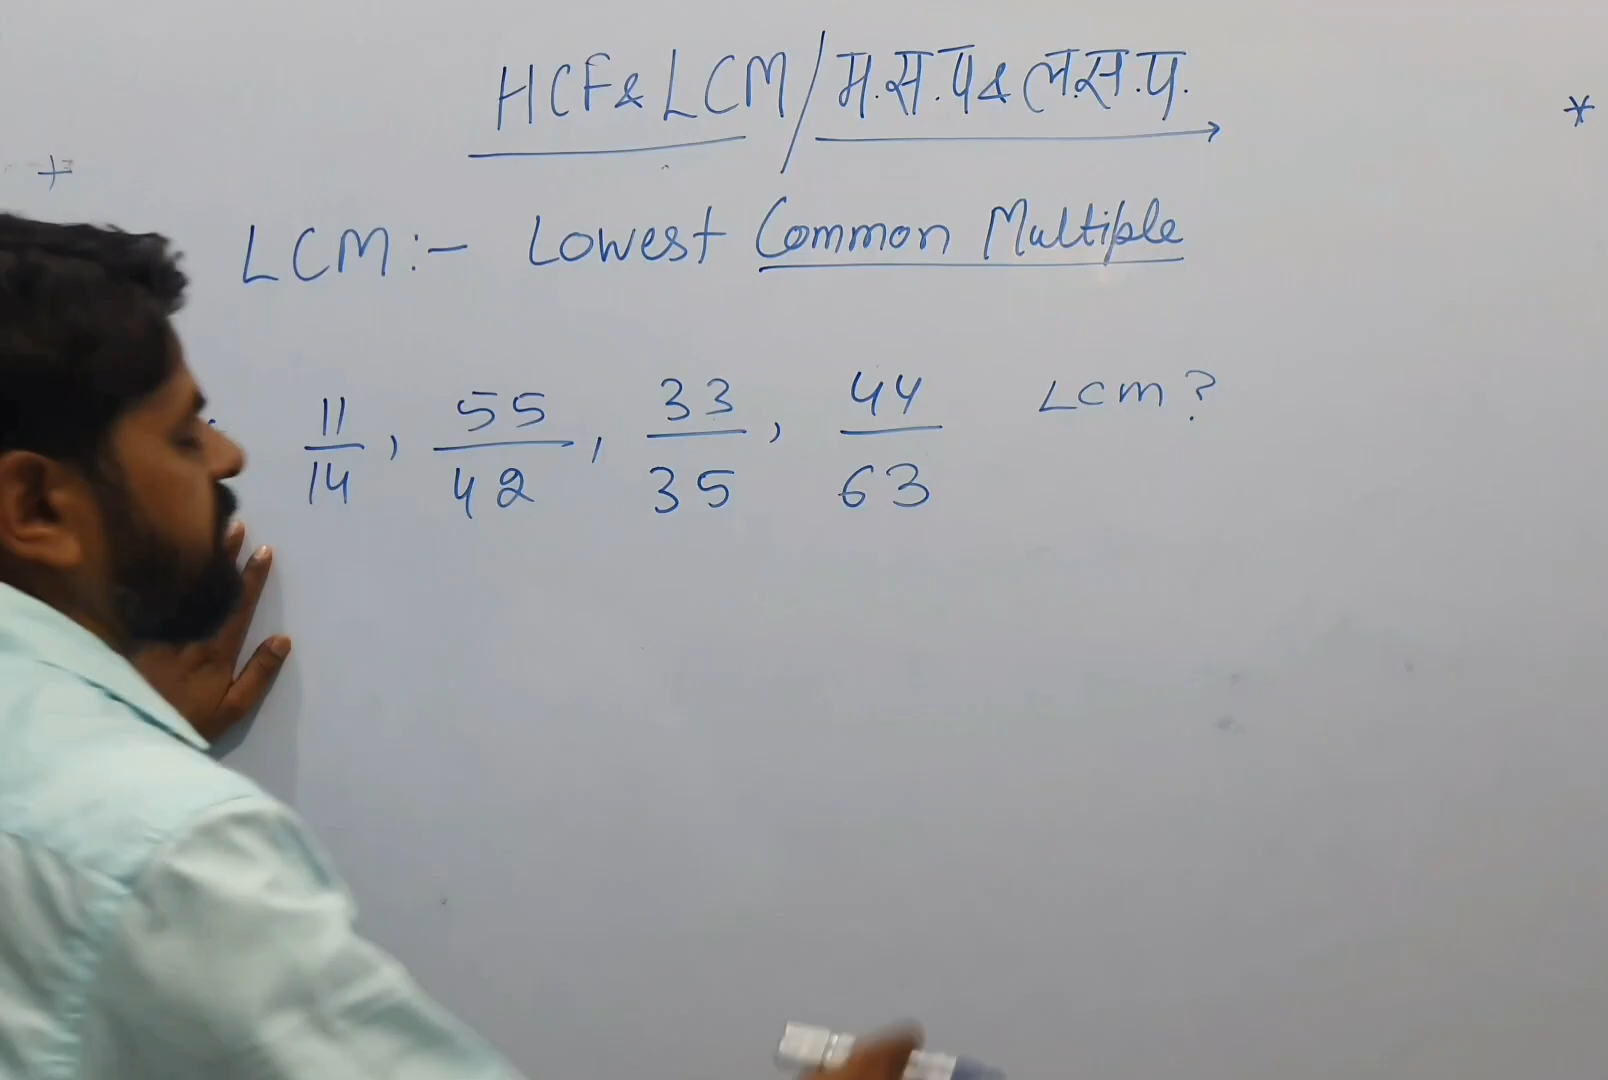 HCF & LCM / म.स.प & ल.स.प.
*
LCM :- Lowest Common Multiple
11/14, 55/42, 33/35, 44/63 LCM ?